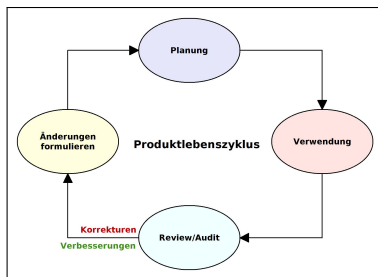 Planung
Änderungen
formulieren
Produktlebenszyklus
Verwendung
Korrekturen
Verbesserungen
Review/Audit